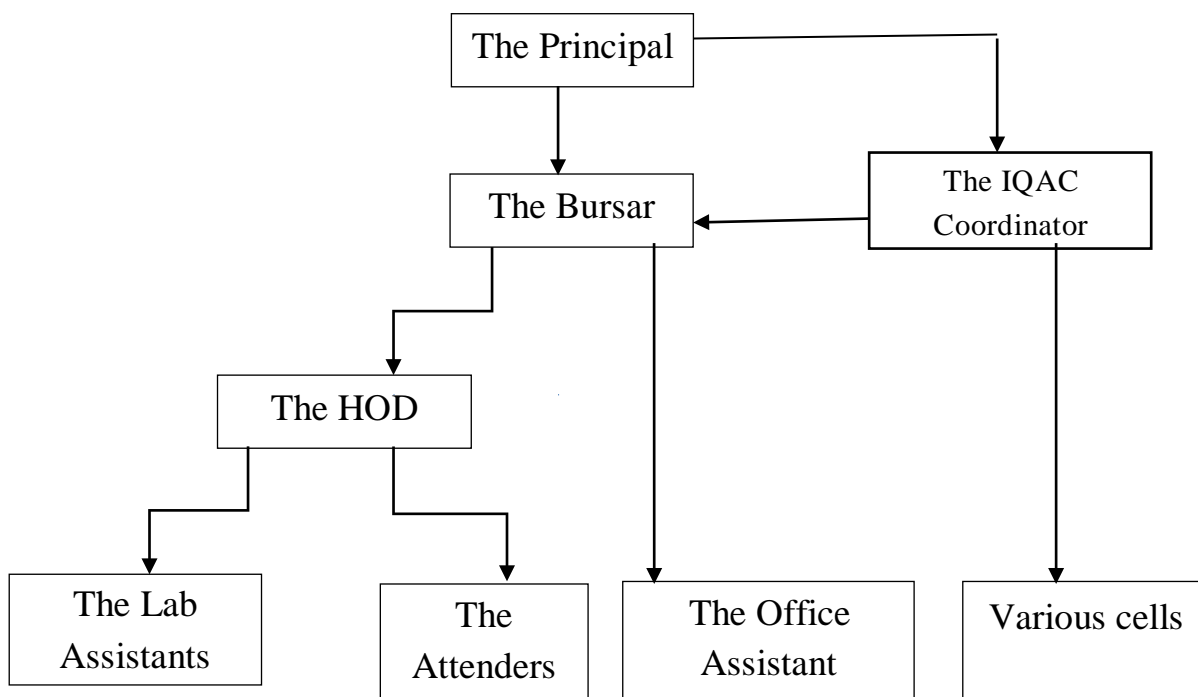 The Principal
The IQAC
Coordinator
The Bursar
The HOD
The Lab
Assistants
The
Attenders
The Office
Assistant
Various cells